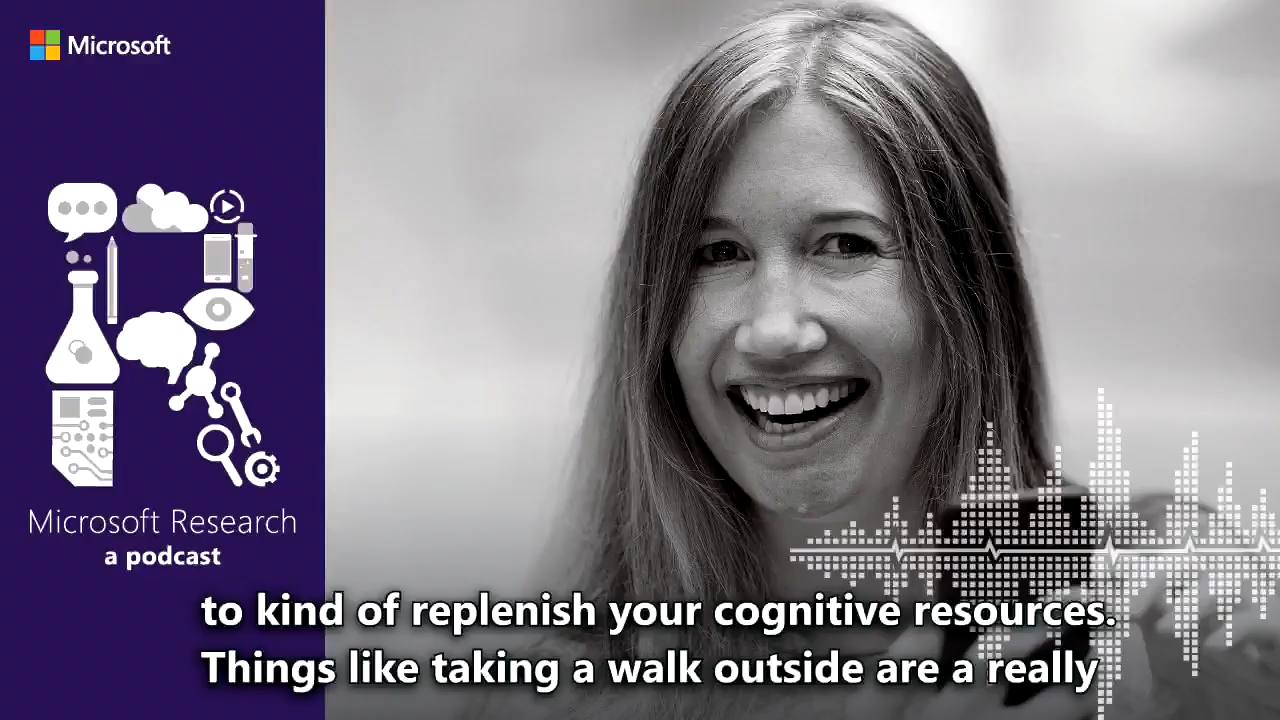 Microsoft
Microsoft Research
a podcast
to kind of replenish your cognitive resources.
Things like taking a walk outside are a really